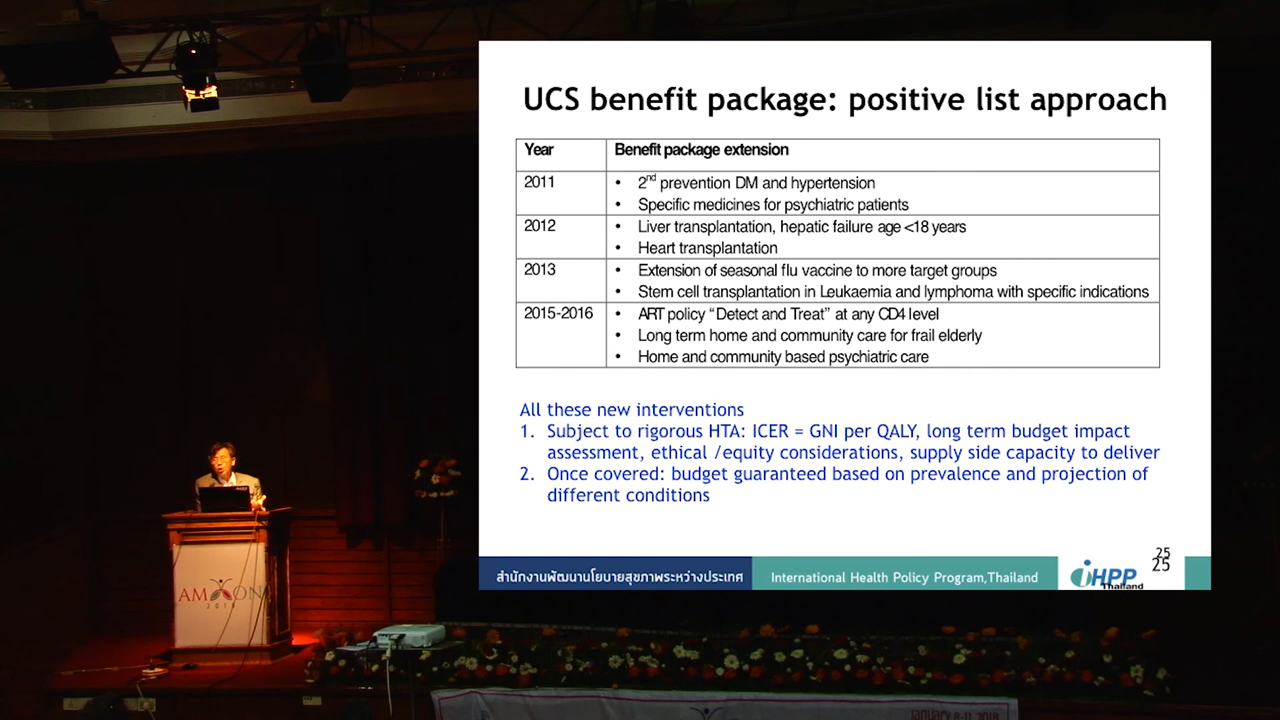 UCS benefit package: positive list approach
Year Benefit package extension
2011 • 2nd prevention DM and hypertension
• Specific medicines for psychiatric patients
2012 • Liver transplantation, hepatic failure age <18 years
• Heart transplantation
2013 • Extension of seasonal flu vaccine to more target groups
• Stem cell transplantation in Leukaemia and lymphoma with specific indications
2015-2016 • ART policy “Detect and Treat” at any CD4 level
• Long term home and community care for frail elderly
• Home and community based psychiatric care
All these new interventions
1. Subject to rigorous HTA: ICER = GNI per QALY, long term budget impact
assessment, ethical /equity considerations, supply side capacity to deliver
2. Once covered: budget guaranteed based on prevalence and projection of
different conditions
25
25
สำนักงานพัฒนานโยบายสุขภาพระหว่างประเทศ
International Health Policy Program,Thailand
iHPP
Thailand
2018
January 8-11, 2018